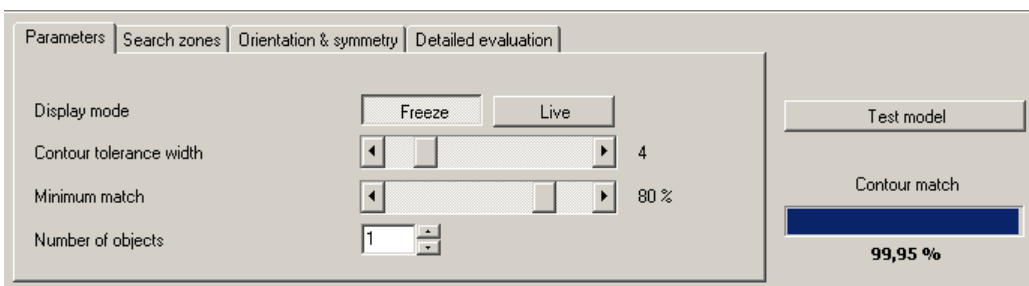 Parameters Search zones Orientation & symmetry Detailed evaluation
Display mode Freeze Live
Contour tolerance width 4
Minimum match 80 %
Number of objects 1
Test model
Contour match
99,95 %